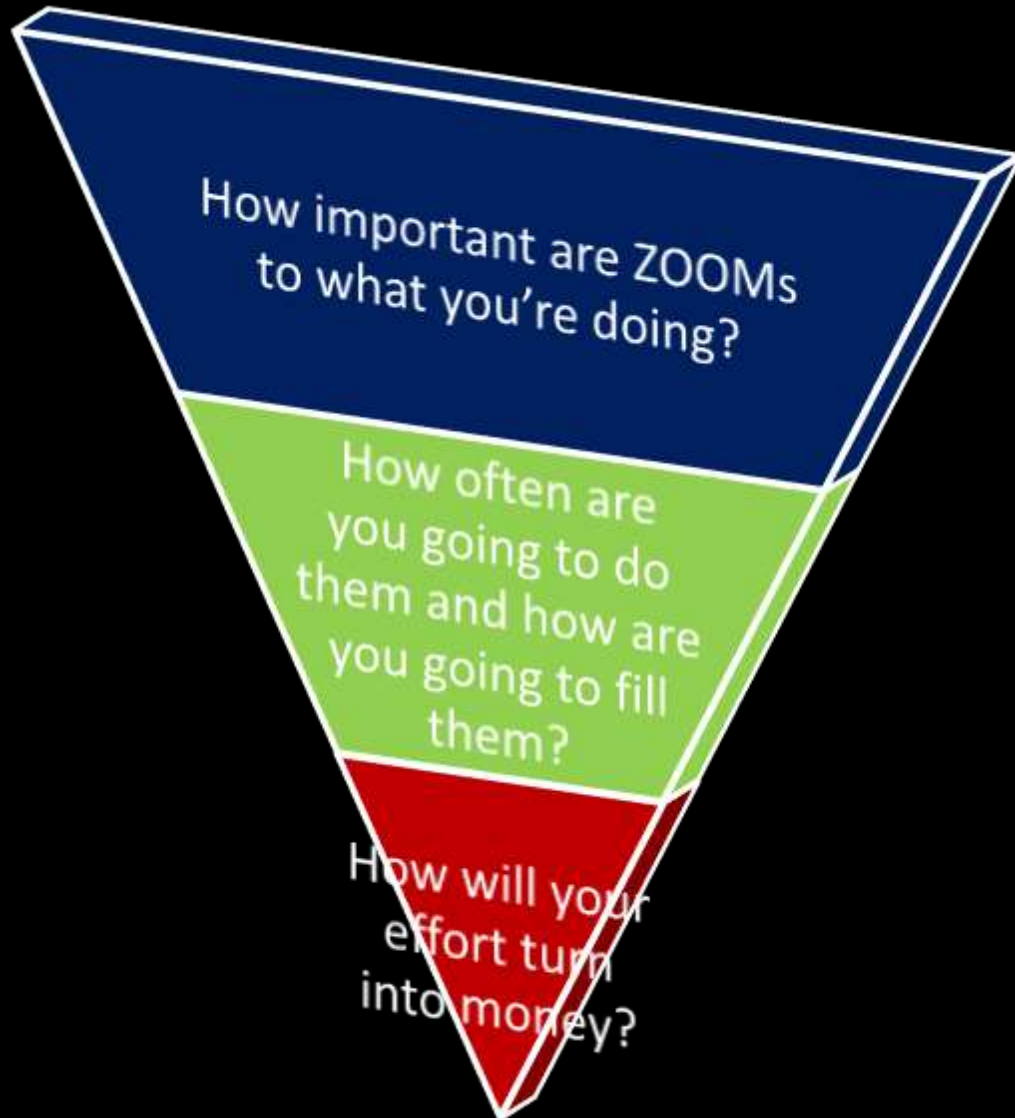 How important are ZOOMs
to what you’re doing?
How often are
you going to do
them and how are
you going to fill
them?
How will your
effort turn
into money?